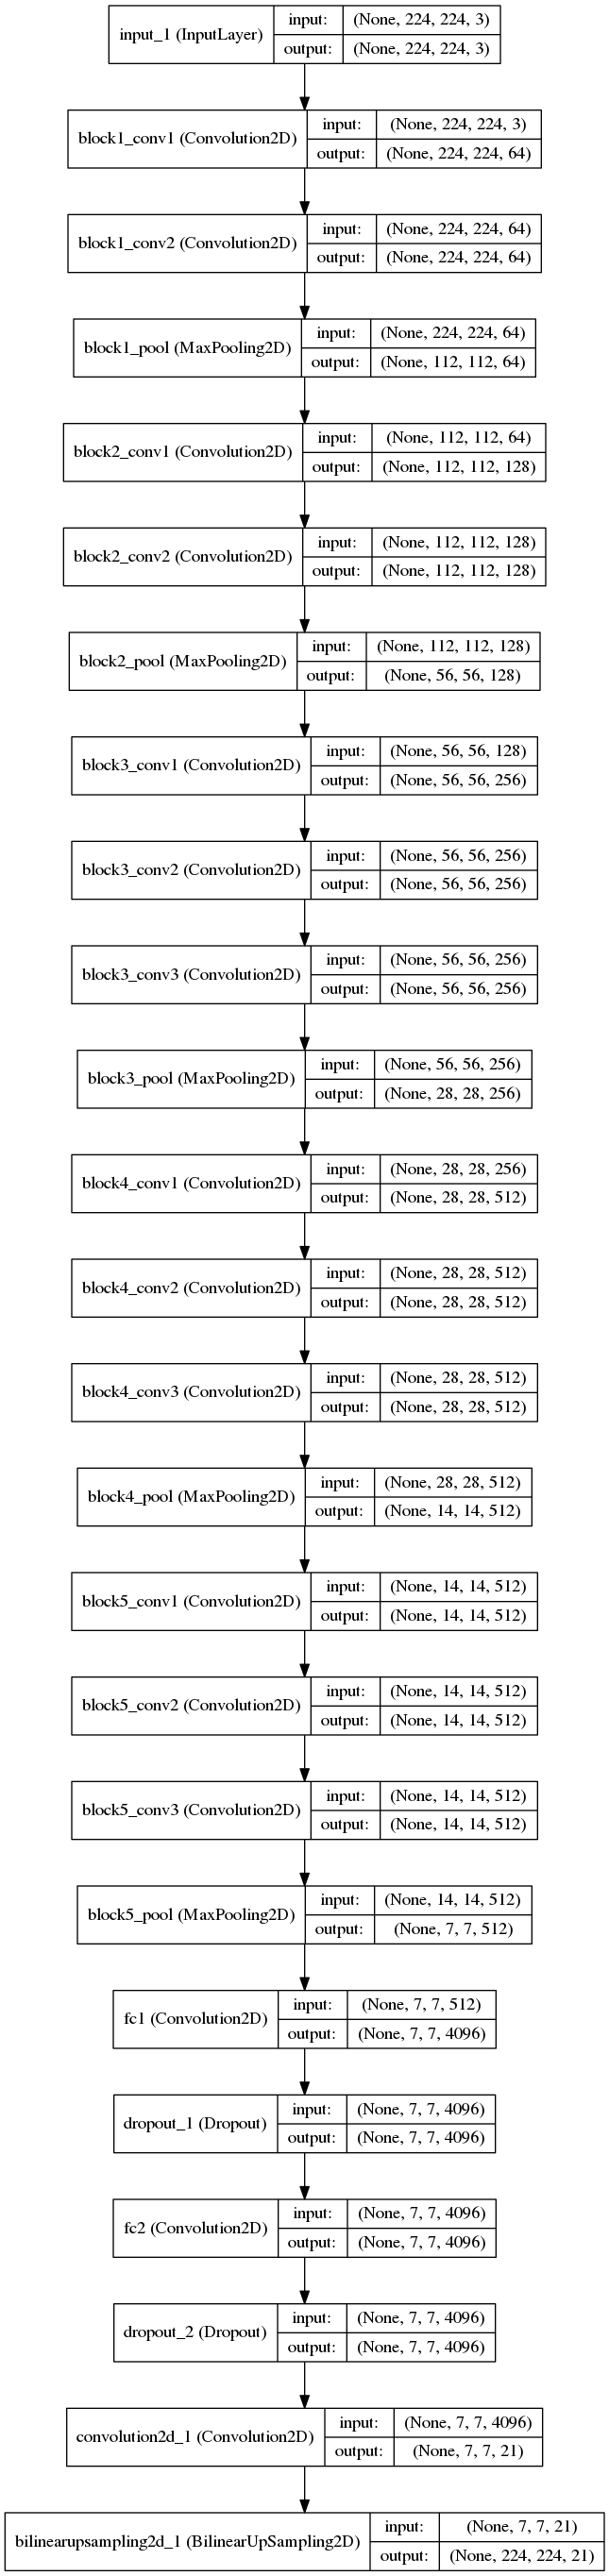 input_1 (InputLayer) input: (None, 224, 224, 3)
output: (None, 224, 224, 3)
block1_conv1 (Convolution2D) input: (None, 224, 224, 3)
output: (None, 224, 224, 64)
block1_conv2 (Convolution2D) input: (None, 224, 224, 64)
output: (None, 224, 224, 64)
block1_pool (MaxPooling2D) input: (None, 224, 224, 64)
output: (None, 112, 112, 64)
block2_conv1 (Convolution2D) input: (None, 112, 112, 64)
output: (None, 112, 112, 128)
block2_conv2 (Convolution2D) input: (None, 112, 112, 128)
output: (None, 112, 112, 128)
block2_pool (MaxPooling2D) input: (None, 112, 112, 128)
output: (None, 56, 56, 128)
block3_conv1 (Convolution2D) input: (None, 56, 56, 128)
output: (None, 56, 56, 256)
block3_conv2 (Convolution2D) input: (None, 56, 56, 256)
output: (None, 56, 56, 256)
block3_conv3 (Convolution2D) input: (None, 56, 56, 256)
output: (None, 56, 56, 256)
block3_pool (MaxPooling2D) input: (None, 56, 56, 256)
output: (None, 28, 28, 256)
block4_conv1 (Convolution2D) input: (None, 28, 28, 256)
output: (None, 28, 28, 512)
block4_conv2 (Convolution2D) input: (None, 28, 28, 512)
output: (None, 28, 28, 512)
block4_conv3 (Convolution2D) input: (None, 28, 28, 512)
output: (None, 28, 28, 512)
block4_pool (MaxPooling2D) input: (None, 28, 28, 512)
output: (None, 14, 14, 512)
block5_conv1 (Convolution2D) input: (None, 14, 14, 512)
output: (None, 14, 14, 512)
block5_conv2 (Convolution2D) input: (None, 14, 14, 512)
output: (None, 14, 14, 512)
block5_conv3 (Convolution2D) input: (None, 14, 14, 512)
output: (None, 14, 14, 512)
block5_pool (MaxPooling2D) input: (None, 14, 14, 512)
output: (None, 7, 7, 512)
fc1 (Convolution2D) input: (None, 7, 7, 512)
output: (None, 7, 7, 4096)
dropout_1 (Dropout) input: (None, 7, 7, 4096)
output: (None, 7, 7, 4096)
fc2 (Convolution2D) input: (None, 7, 7, 4096)
output: (None, 7, 7, 4096)
dropout_2 (Dropout) input: (None, 7, 7, 4096)
output: (None, 7, 7, 4096)
convolution2d_1 (Convolution2D) input: (None, 7, 7, 4096)
output: (None, 7, 7, 21)
bilinearupsampling2d_1 (BilinearUpSampling2D) input: (None, 7, 7, 21)
output: (None, 224, 224, 21)